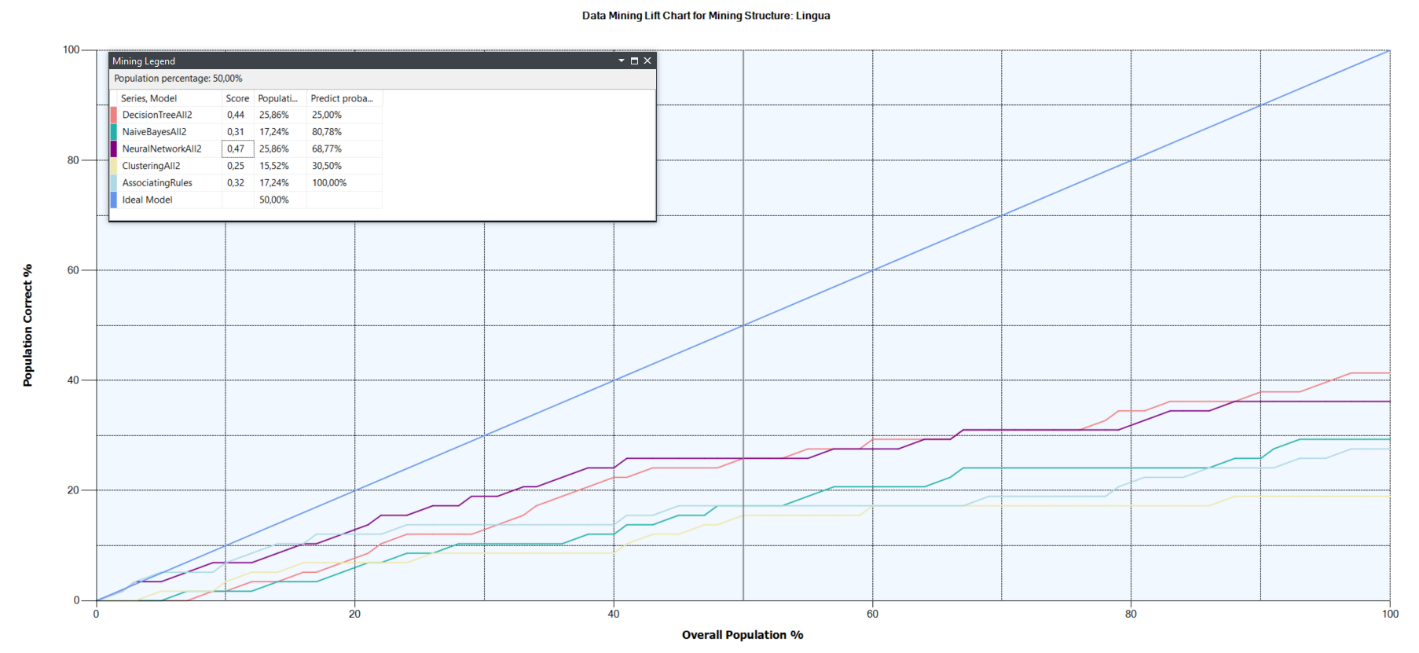 Data Mining Lift Chart for Mining Structure: Lingua
Mining Legend
Population percentage: 50,00%
Series, Model Score Populati... Predict proba...
DecisionTreeAll2 0,44 25,86% 25,00%
NaiveBayesAll2 0,31 17,24% 80,78%
NeuralNetworkAll2 0,47 25,86% 68,77%
ClusteringAll2 0,25 15,52% 30,50%
AssociatingRules 0,32 17,24% 100,00%
Ideal Model 50,00%
Population Correct %
100
80
60
40
20
0
0 20 40 60 80 100
Overall Population %